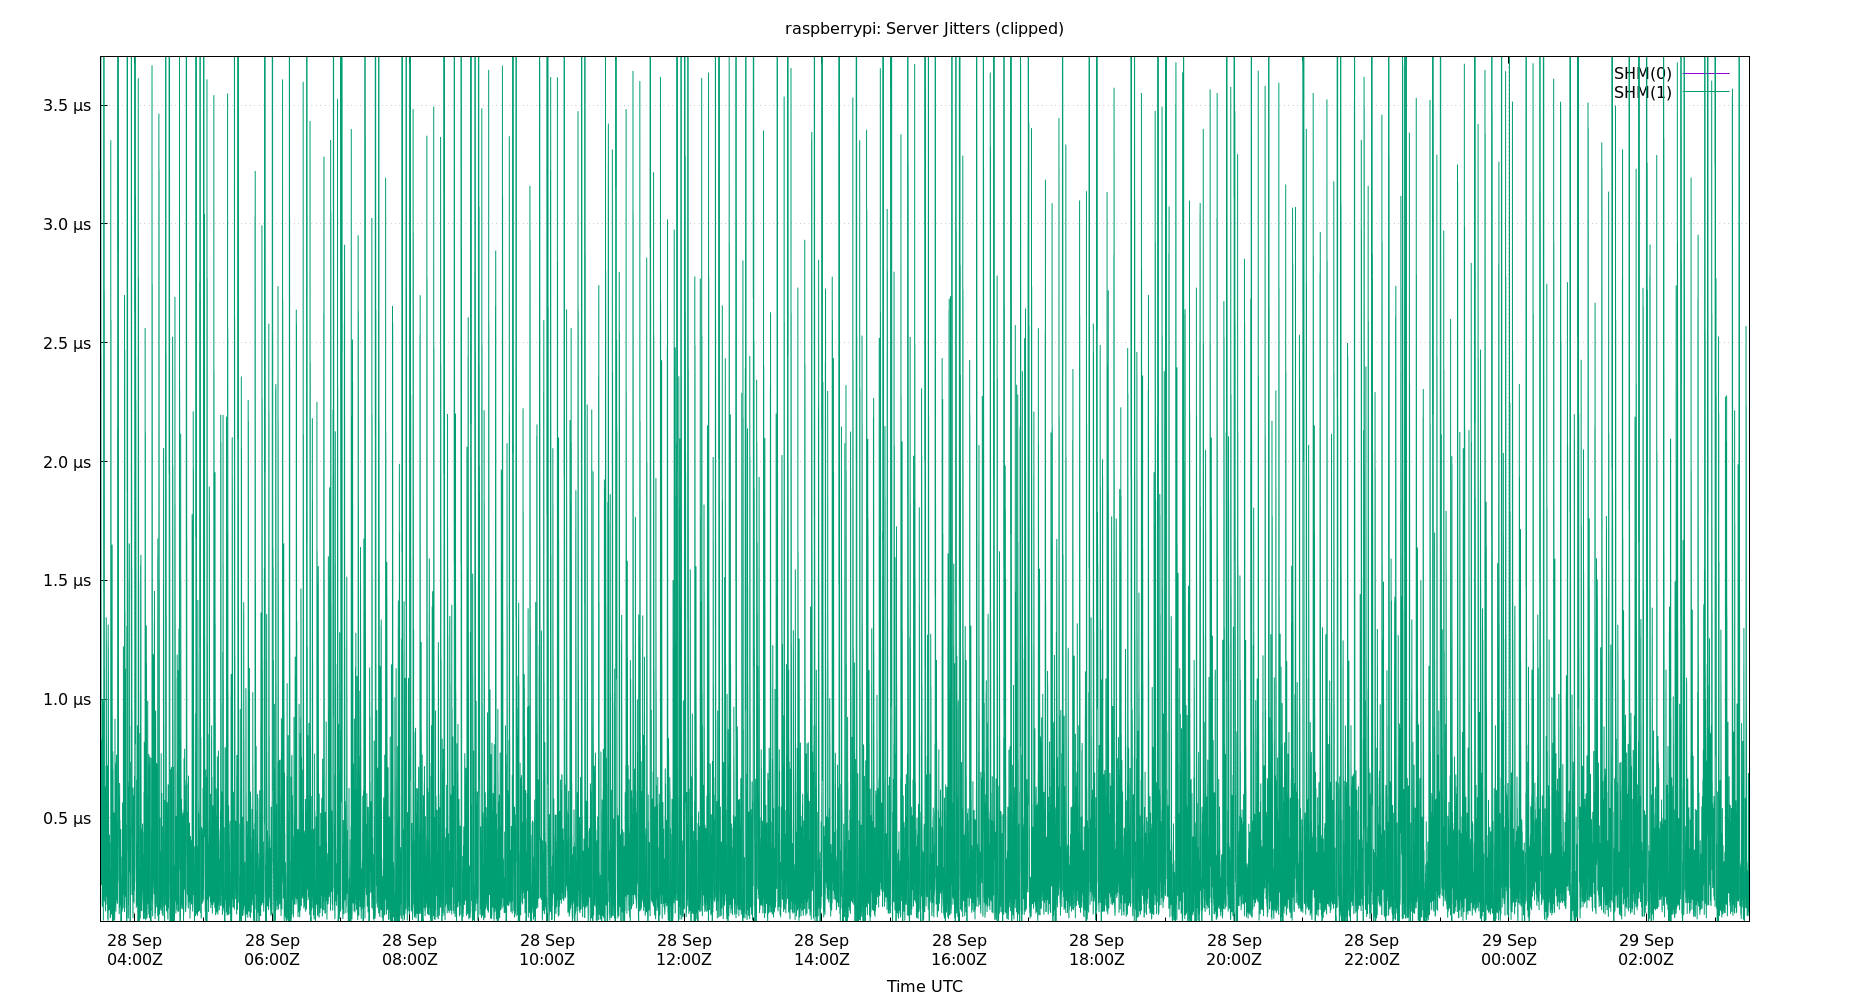 raspberrypi: Server Jitters (clipped)
SHM(0)
SHM(1)
3.5 µs
3.0 µs
2.5 µs
2.0 µs
1.5 µs
1.0 µs
0.5 µs
28 Sep 28 Sep 28 Sep 28 Sep 28 Sep 28 Sep 28 Sep 28 Sep 28 Sep 28 Sep 29 Sep 29 Sep
04:00Z 06:00Z 08:00Z 10:00Z 12:00Z 14:00Z 16:00Z 18:00Z 20:00Z 22:00Z 00:00Z 02:00Z
Time UTC